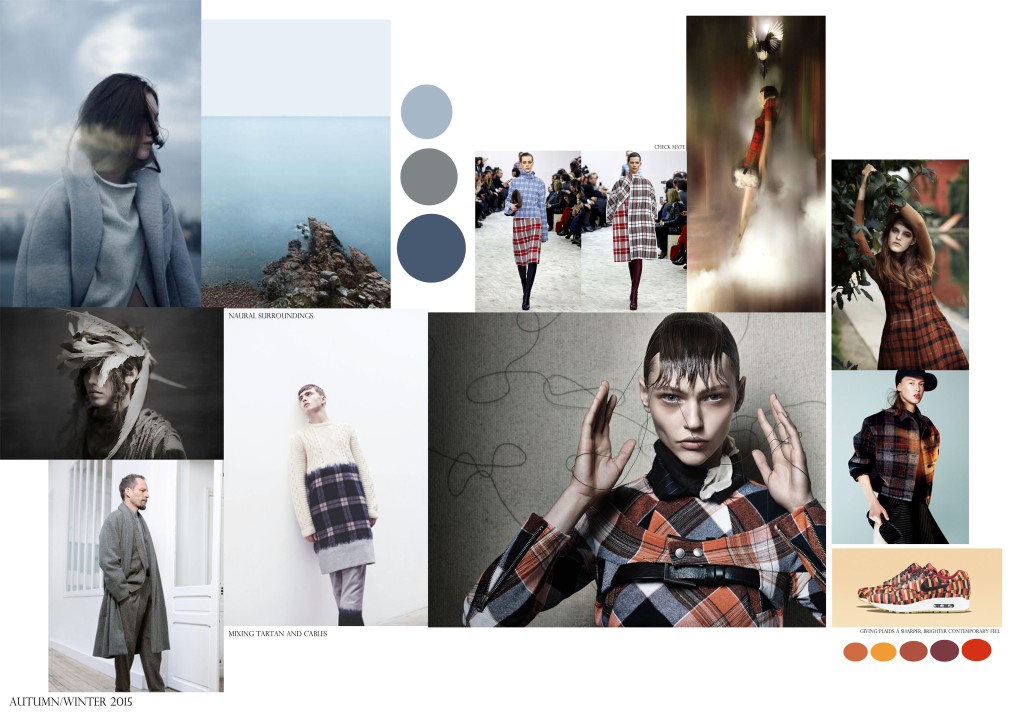 CHECK MATE
NAURAL SURROUNDINGS
MIXING TARTAN AND CABLES
GIVING PLAIDS A SHARPER, BRIGHTER CONTEMPORARY FEEL
AUTUMN/WINTER 2015